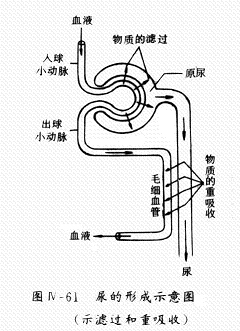 血液
物质的滤过
入球
小动脉
原尿
出球
小动脉
物质的重吸收
毛细血管
血液
尿
图Ⅳ-61 尿的形成示意图
(示滤过和重吸收)